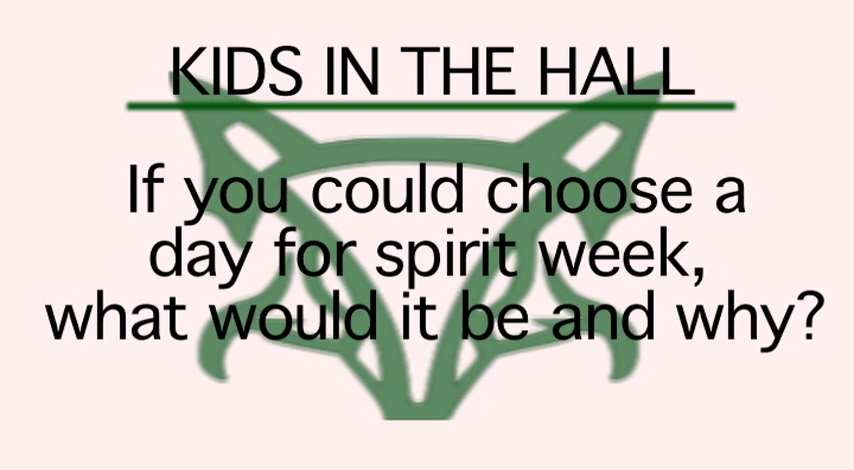 KIDS IN THE HALL
If you could choose a
day for spirit week,
what would it be and why?